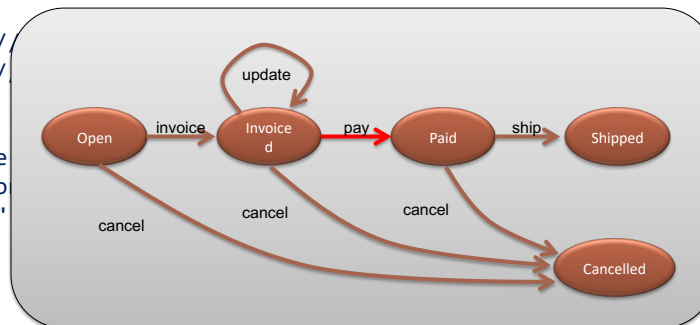 //
update
/
invoice
pay
ship
Open
Invoice
d
Paid
Shipped
e
"
cancel
cancel
cancel
Cancelled